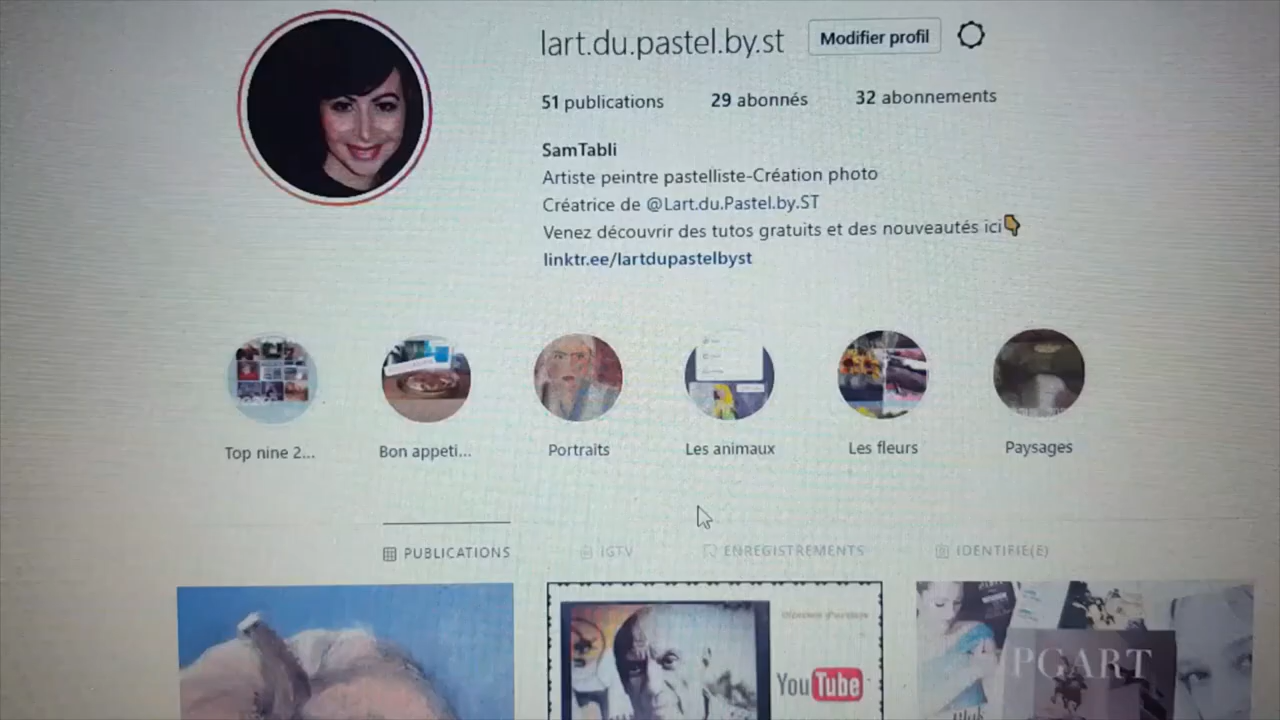 lart.du.pastel.by.st
Modifier profil
51 publications
29 abonnés
32 abonnements
SamTabli
Artiste peintre pastelliste-Création photo
Créatrice de @Lart.du.Pastel.by.ST
Venez découvrir des tutos gratuits et des nouveautés ici👇
linktr.ee/lartdupastelbyst
Top nine 2...
Bon appeti...
Portraits
Les animaux
Les fleurs
Paysages
PUBLICATIONS
IGTV
ENREGISTREMENTS
IDENTIFIÉ(E)
YouTube
PGART